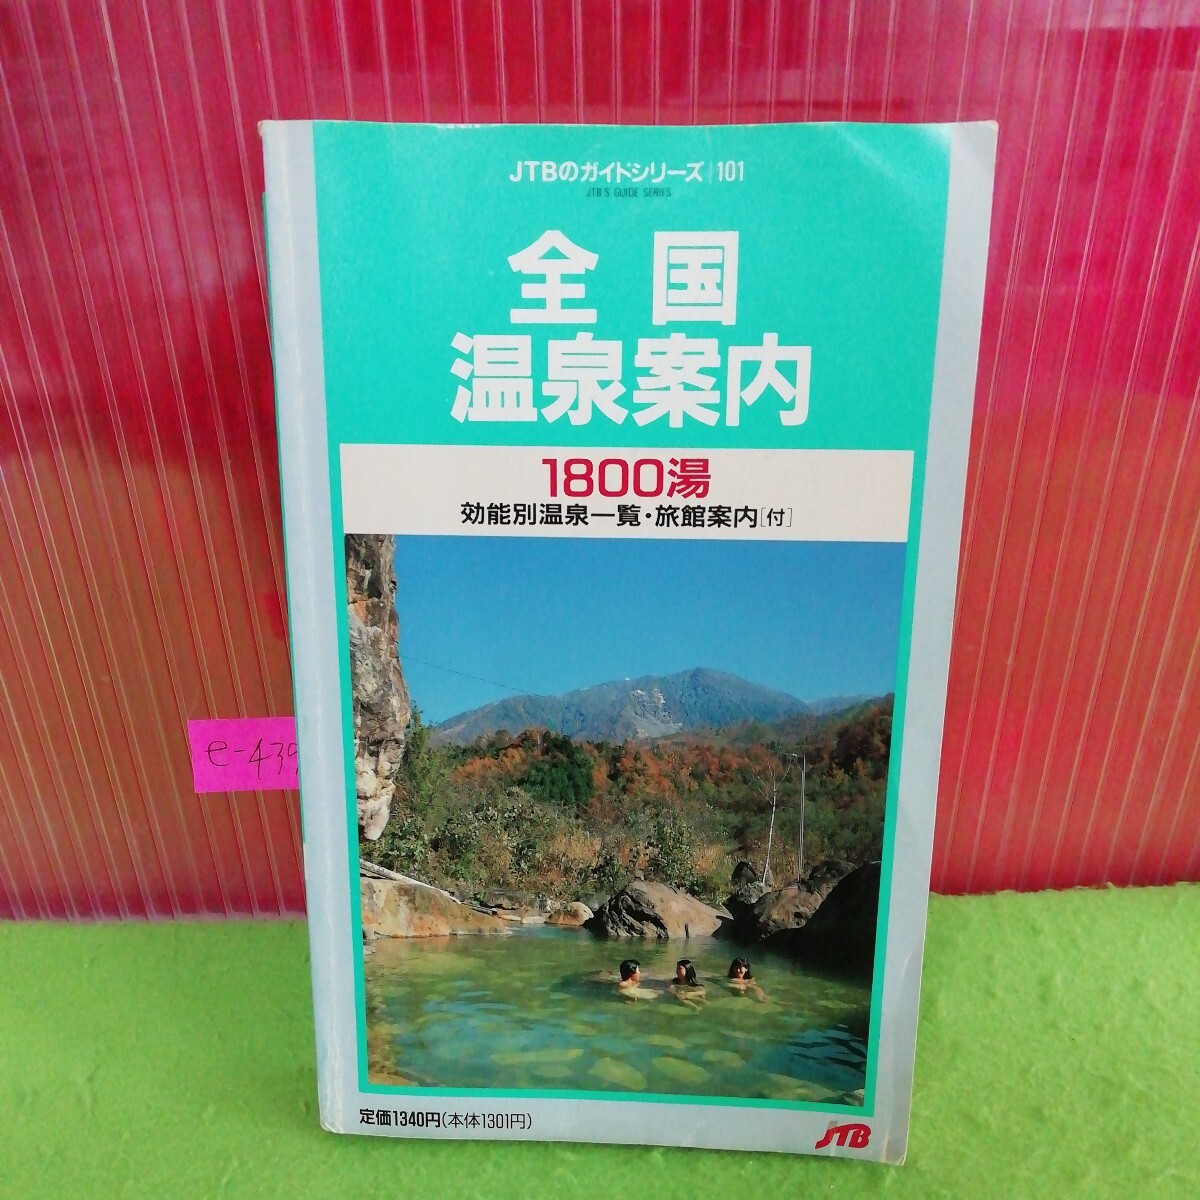 JTBのガイドシリーズ|101
JTB'S GUIDE SERIES
全国
温泉案内
1800湯
効能別温泉一覧・旅館案内[付]
e-439
定価1340円(本体1301円)
JTB